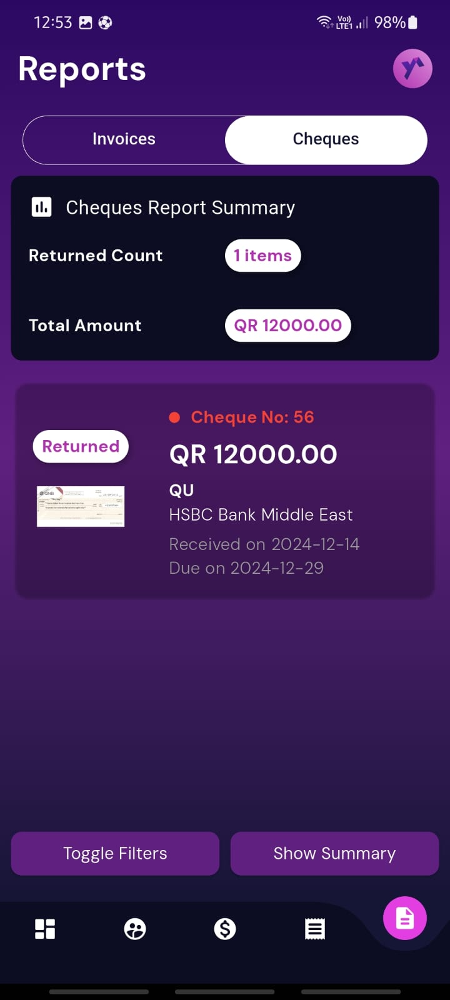 12:53
Vo))
LTE1
98%
Reports
Invoices
Cheques
Cheques Report Summary
Returned Count
1 items
Total Amount
QR 12000.00
Cheque No: 56
Returned
QR 12000.00
QNB
QU
HSBC Bank Middle East
Received on 2024-12-14
Due on 2024-12-29
Toggle Filters
Show Summary